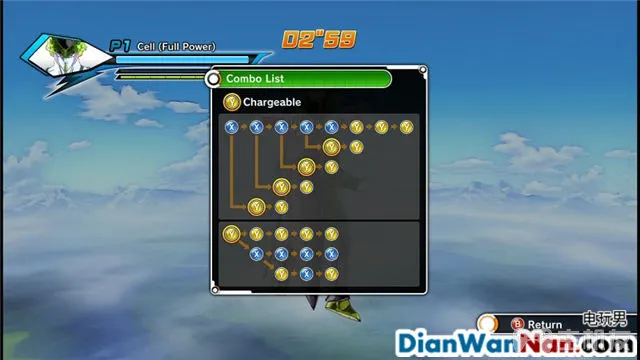 P1 Cell (Full Power)
02"59
Combo List
Y Chargeable
X X X X X Y Y Y
Y Y
Y Y
Y Y
Y Y
Y Y Y Y Y
X X X X
Y X Y
B Return
电玩男
DianWanNan.com